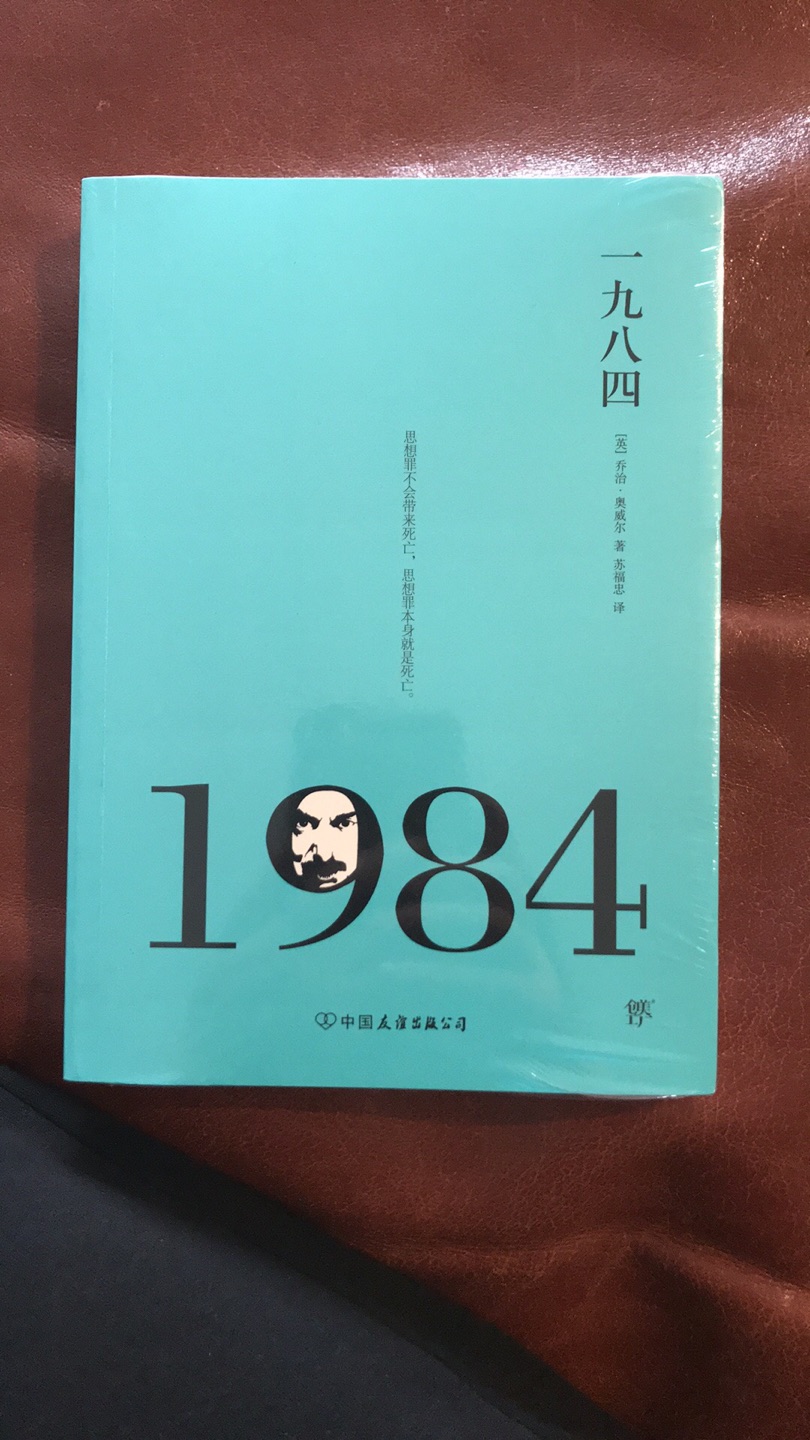 一九八四
[英] 乔治·奥威尔 著 苏福忠 译
思想罪不会带来死亡，思想罪本身就是死亡。
1984
中国友谊出版公司